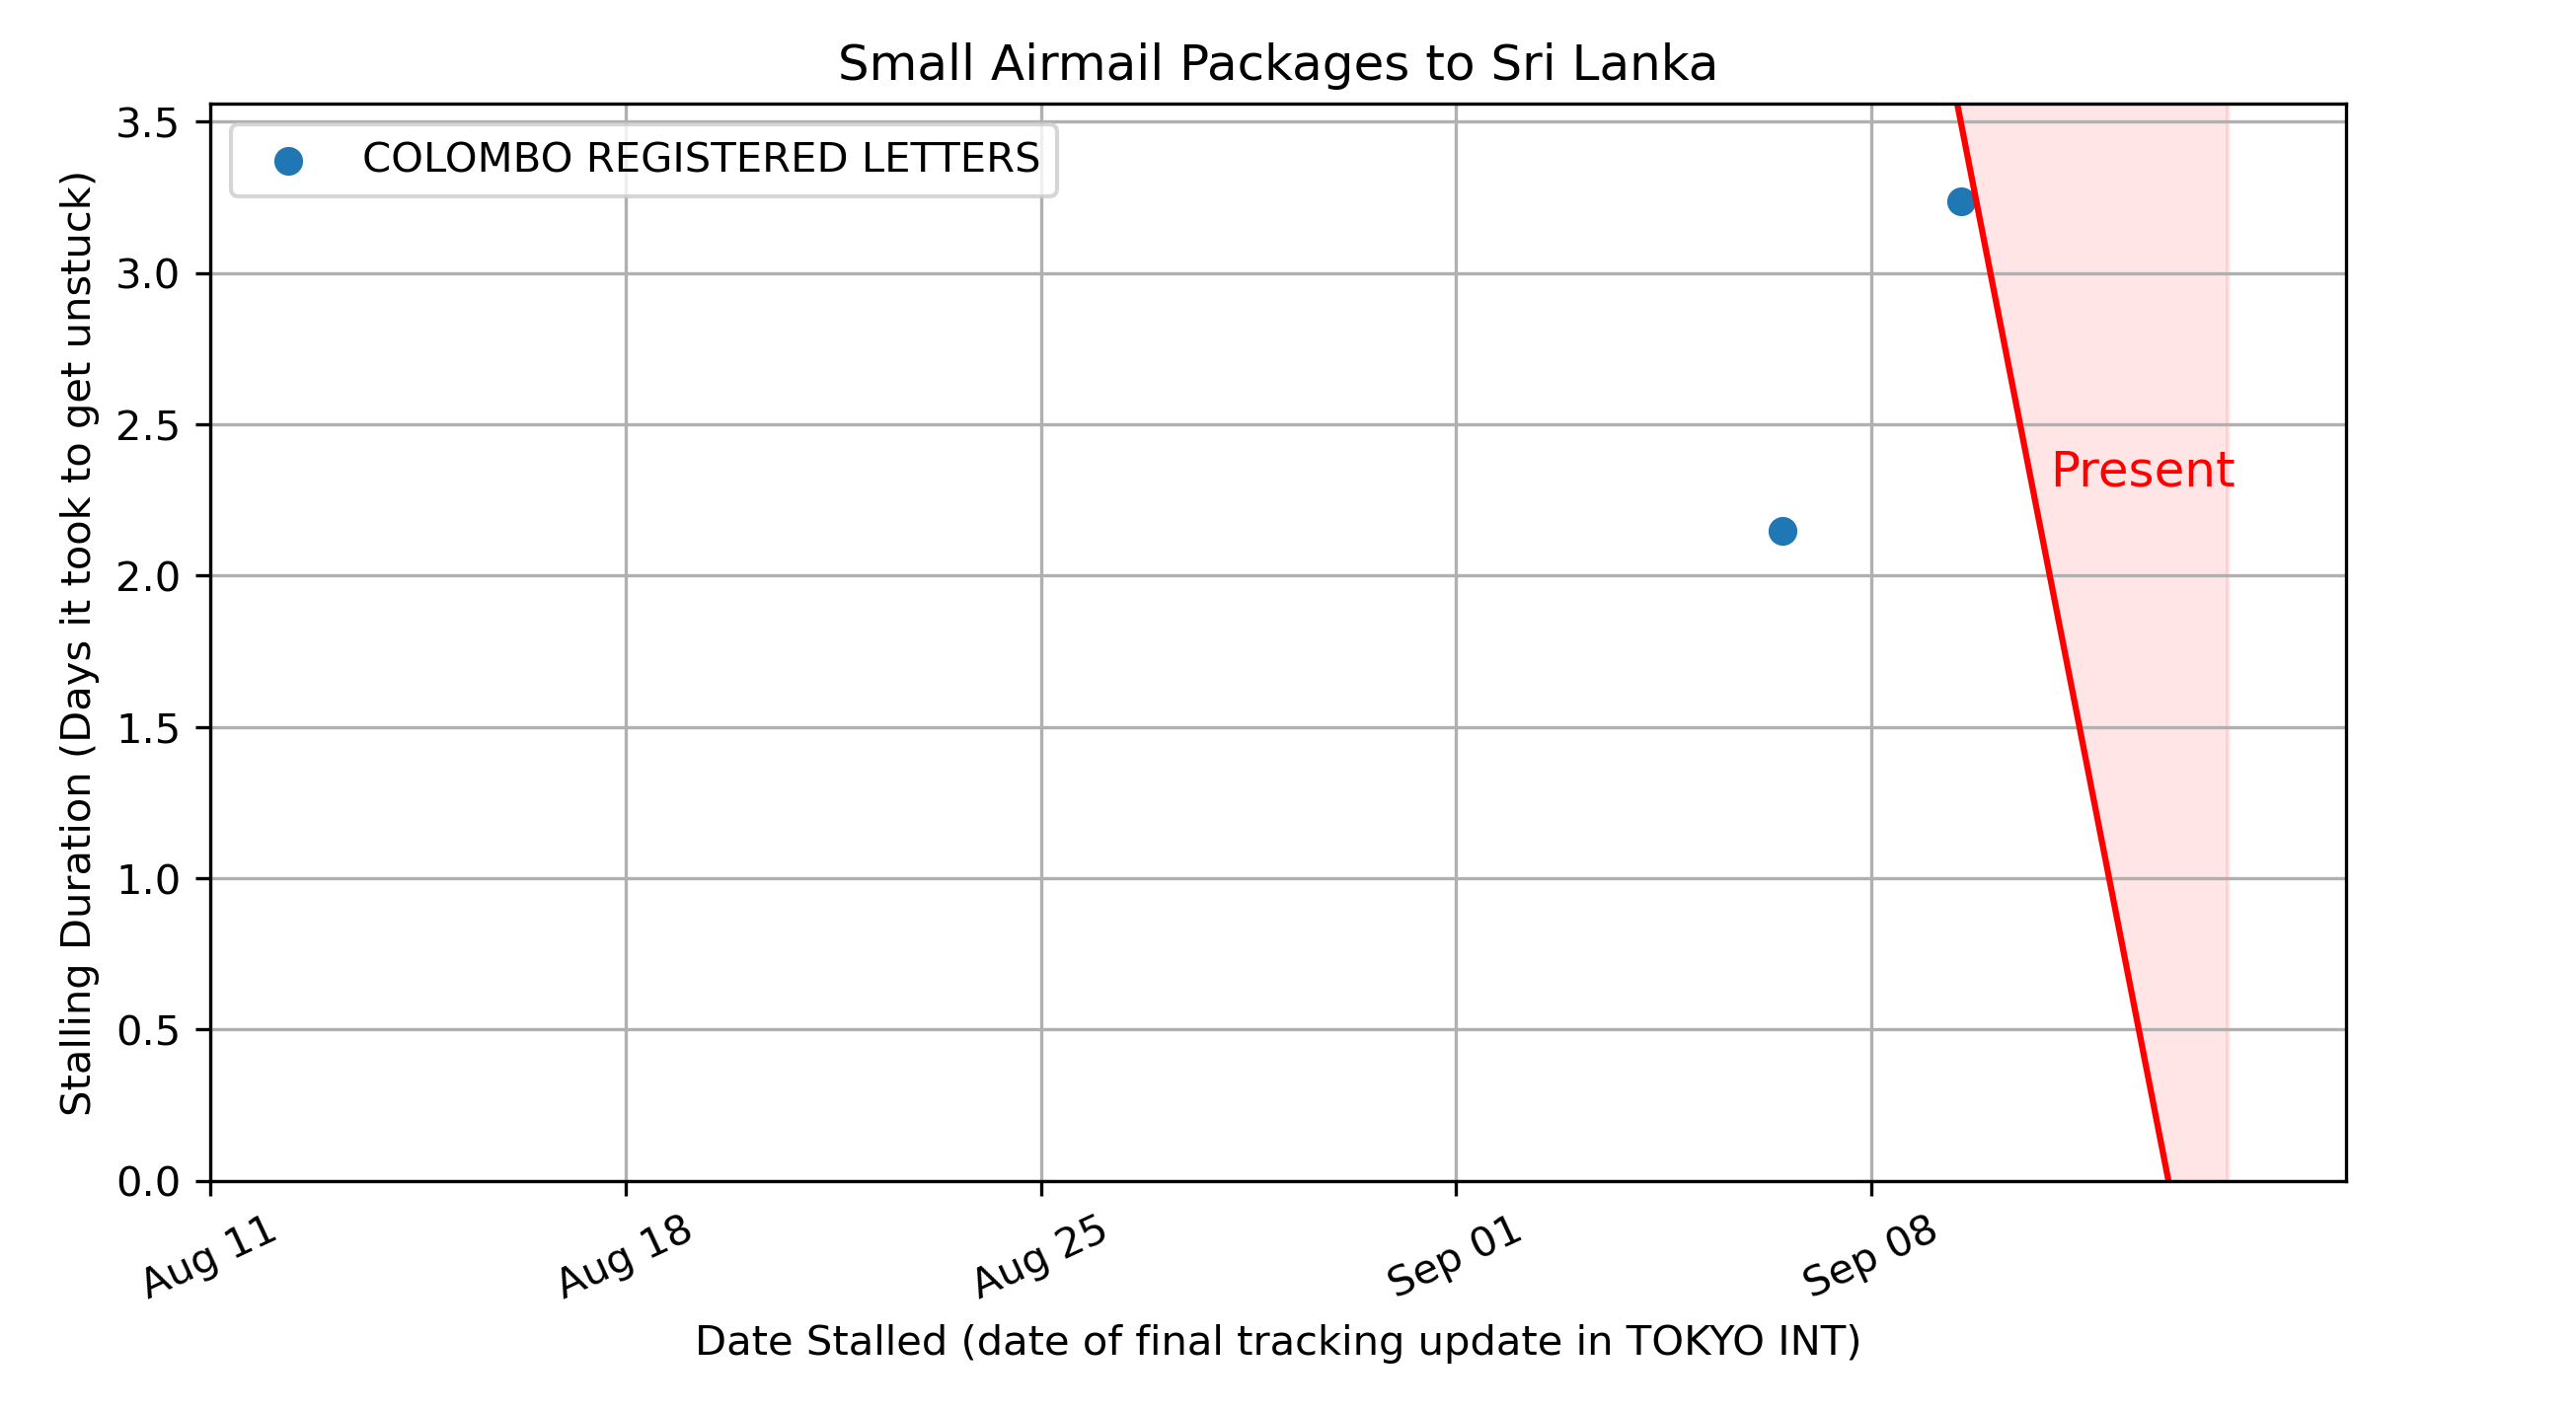 Small Airmail Packages to Sri Lanka
COLOMBO REGISTERED LETTERS
Present
Stalling Duration (Days it took to get unstuck)
3.5
3.0
2.5
2.0
1.5
1.0
0.5
0.0
Aug 11
Aug 18
Aug 25
Sep 01
Sep 08
Date Stalled (date of final tracking update in TOKYO INT)